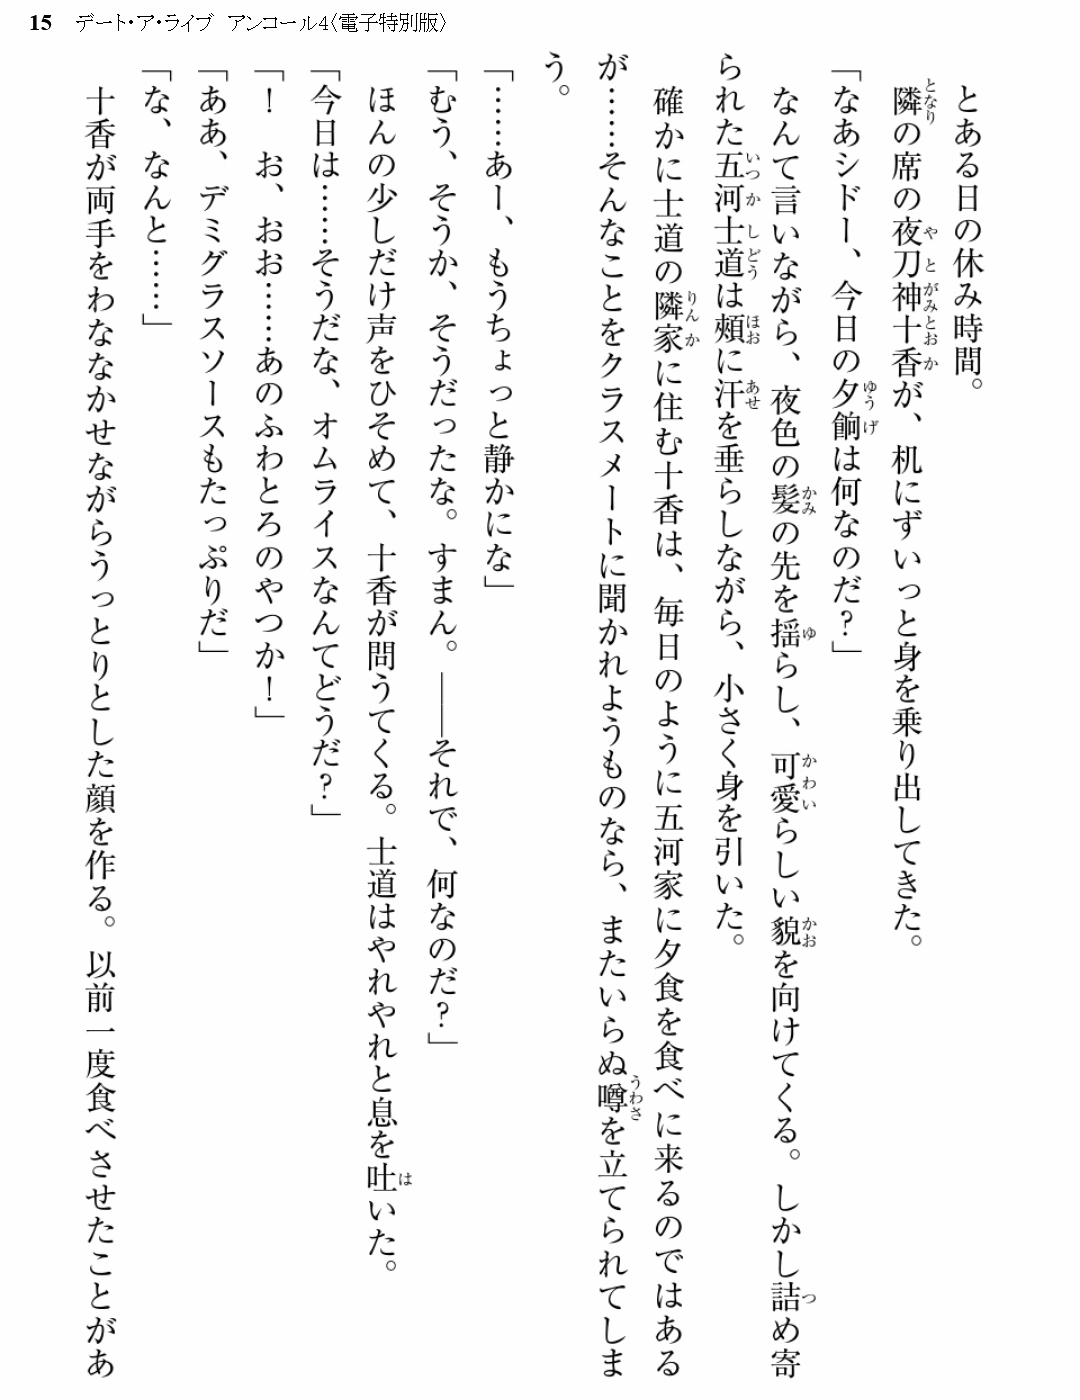 15 デート・ア・ライブ アンコール4〈電子特別版〉
とある日の休み時間。
隣の席の夜刀神十香が、机にずいっと身を乗り出してきた。
「なあシドー、今日の夕餉は何なのだ？」
なんて言いながら、夜色の髪の先を揺らし、可愛らしい貌を向けてくる。しかし詰め寄
られた五河士道は頬に汗を垂らしながら、小さく身を引いた。
確かに士道の隣家に住む十香は、毎日のように五河家に夕食を食べに来るのではある
が……そんなことをクラスメートに聞かれようものなら、またいらぬ噂を立てられてしま
う。
「……あー、もうちょっと静かにな」
「むう、そうか、そうだったな。すまん。――それで、何なのだ？」
ほんの少しだけ声をひそめて、十香が問うてくる。士道はやれやれと息を吐いた。
「今日は……そうだな、オムライスなんてどうだ？」
「！　お、おお……あのふわとろのやつか！」
「ああ、デミグラスソースもたっぷりだ」
「な、なんと……」
十香が両手をわななかせながらうっとりとした顔を作る。以前一度食べさせたことがあ